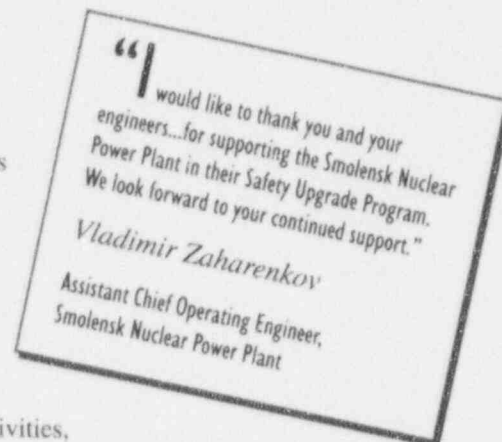 “I would like to thank you and your
engineers...for supporting the Smolensk Nuclear
Power Plant in their Safety Upgrade Program.
We look forward to your continued support.”
Vladimir Zaharenkov
Assistant Chief Operating Engineer,
Smolensk Nuclear Power Plant